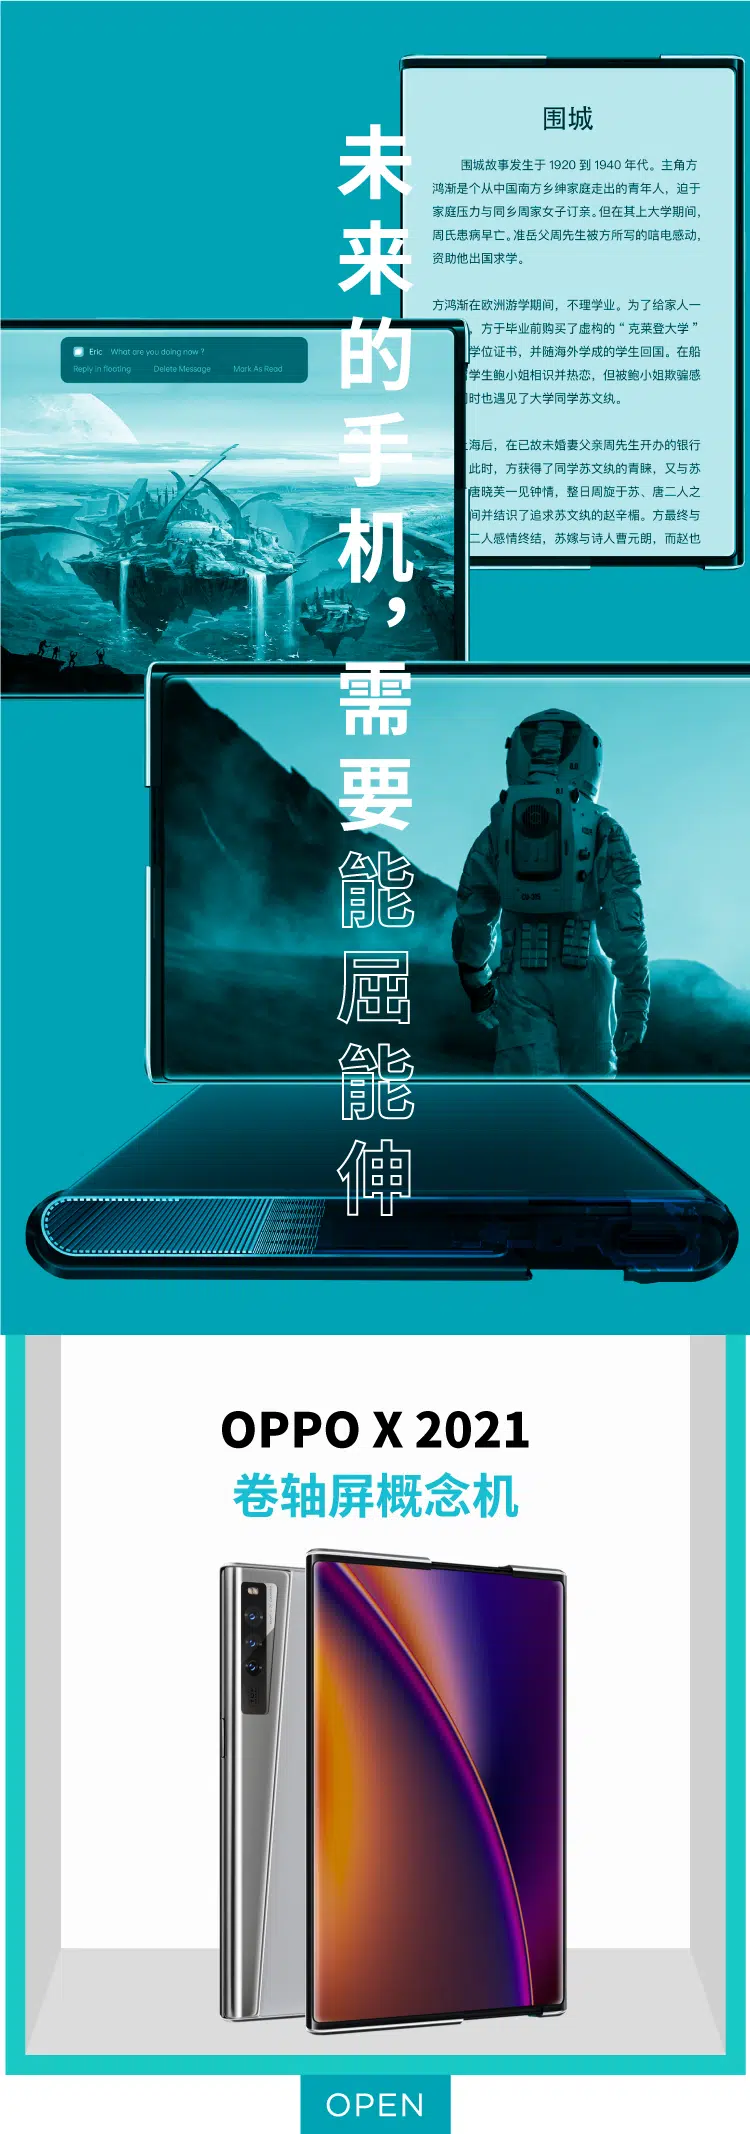 未来的手机，需要能屈能伸
围城
围城故事发生于 1920 到 1940 年代。主角方
鸿渐是个从中国南方乡绅家庭走出的青年人，迫于
家庭压力与同乡周家女子订亲。但在其上大学期间，
周氏患病早亡。准岳父周先生被方所写的唁电感动，
资助他出国求学。
方鸿渐在欧洲游学期间，不理学业。为了给家人一
，方于毕业前购买了虚构的“克莱登大学”
学位证书，并随海外学成的学生回国。在船
学生鲍小姐相识并热恋，但被鲍小姐欺骗感
时也遇见了大学同学苏文纨。
海后，在已故未婚妻父亲周先生开办的银行
此时，方获得了同学苏文纨的青睐，又与苏
唐晓芙一见钟情，整日周旋于苏、唐二人之
间并结识了追求苏文纨的赵辛楣。方最终与
二人感情终结，苏嫁与诗人曹元朗，而赵也
Eric What are you doing now ?
Reply in floating Delete Message Mark As Read
OPPO X 2021
卷轴屏概念机
OPEN